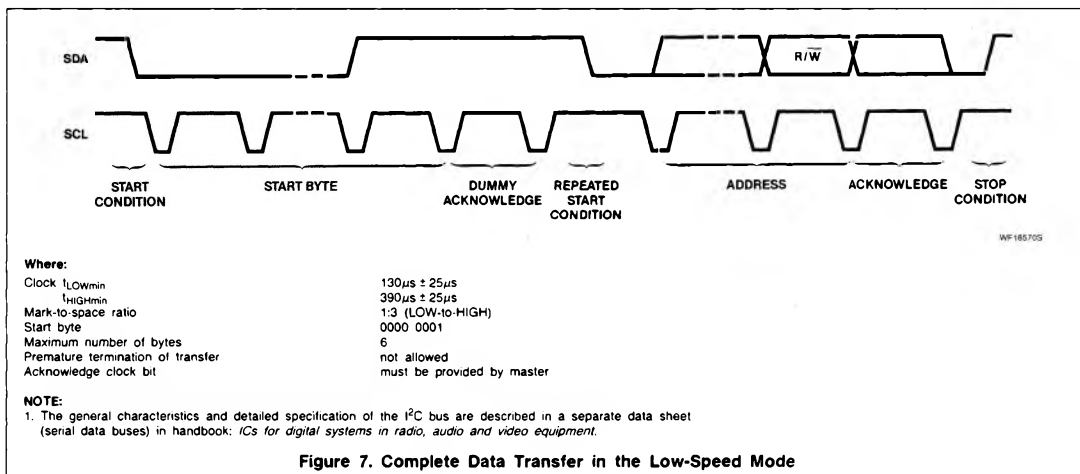 SDA
R/W̅
SCL
START CONDITION
START BYTE
DUMMY ACKNOWLEDGE
REPEATED START CONDITION
ADDRESS
ACKNOWLEDGE
STOP CONDITION
WF16570S
Where:
Clock tLOWmin 130µs ± 25µs
tHIGHmin 390µs ± 25µs
Mark-to-space ratio 1:3 (LOW-to-HIGH)
Start byte 0000 0001
Maximum number of bytes 6
Premature termination of transfer not allowed
Acknowledge clock bit must be provided by master
NOTE:
1. The general characteristics and detailed specification of the I²C bus are described in a separate data sheet
(serial data buses) in handbook: ICs for digital systems in radio, audio and video equipment.
Figure 7. Complete Data Transfer in the Low-Speed Mode